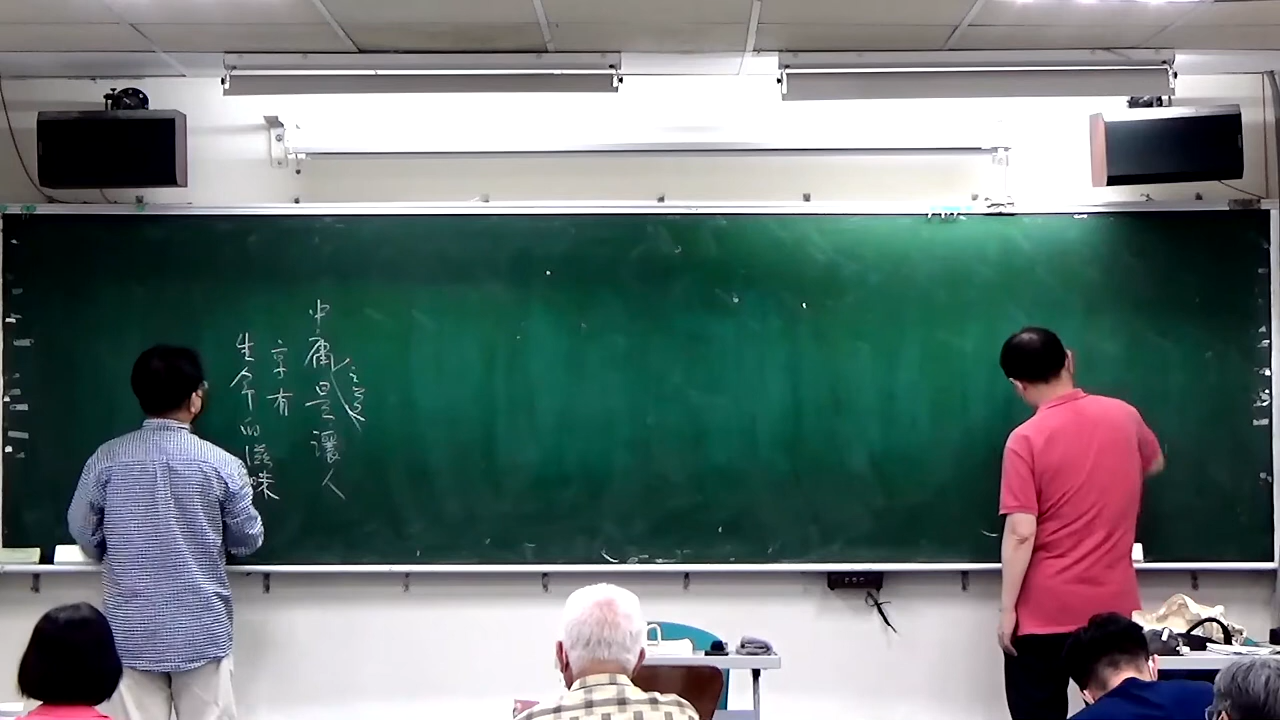 中庸之道
是讓人
享有
生命的滋味